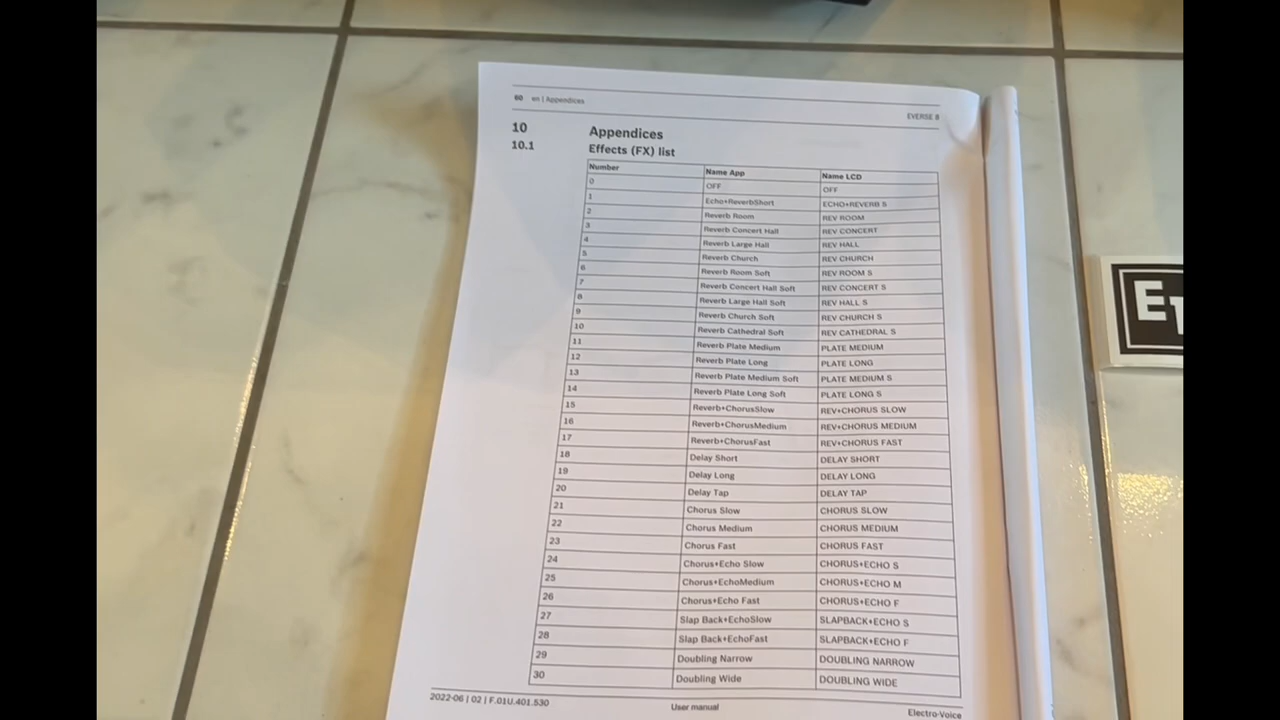 60 en | Appendices
EVERSE 8
10 Appendices
10.1 Effects (FX) list
Number Name App Name LCD
0 OFF OFF
1 Echo+ReverbShort ECHO+REVERB S
2 Reverb Room REV ROOM
3 Reverb Concert Hall REV CONCERT
4 Reverb Large Hall REV HALL
5 Reverb Church REV CHURCH
6 Reverb Room Soft REV ROOM S
7 Reverb Concert Hall Soft REV CONCERT S
8 Reverb Large Hall Soft REV HALL S
9 Reverb Church Soft REV CHURCH S
10 Reverb Cathedral Soft REV CATHEDRAL S
11 Reverb Plate Medium PLATE MEDIUM
12 Reverb Plate Long PLATE LONG
13 Reverb Plate Medium Soft PLATE MEDIUM S
14 Reverb Plate Long Soft PLATE LONG S
15 Reverb+ChorusSlow REV+CHORUS SLOW
16 Reverb+ChorusMedium REV+CHORUS MEDIUM
17 Reverb+ChorusFast REV+CHORUS FAST
18 Delay Short DELAY SHORT
19 Delay Long DELAY LONG
20 Delay Tap DELAY TAP
21 Chorus Slow CHORUS SLOW
22 Chorus Medium CHORUS MEDIUM
23 Chorus Fast CHORUS FAST
24 Chorus+Echo Slow CHORUS+ECHO S
25 Chorus+EchoMedium CHORUS+ECHO M
26 Chorus+Echo Fast CHORUS+ECHO F
27 Slap Back+EchoSlow SLAPBACK+ECHO S
28 Slap Back+EchoFast SLAPBACK+ECHO F
29 Doubling Narrow DOUBLING NARROW
30 Doubling Wide DOUBLING WIDE
2022-06 | 02 | F.01U.401.530 User manual Electro-Voice